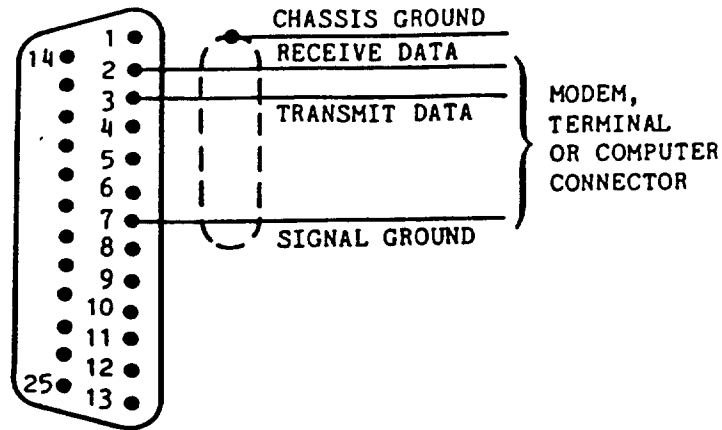 CHASSIS GROUND
RECEIVE DATA
TRANSMIT DATA
SIGNAL GROUND
MODEM,
TERMINAL
OR COMPUTER
CONNECTOR
1
14
2
3
4
5
6
7
8
9
10
11
12
25
13